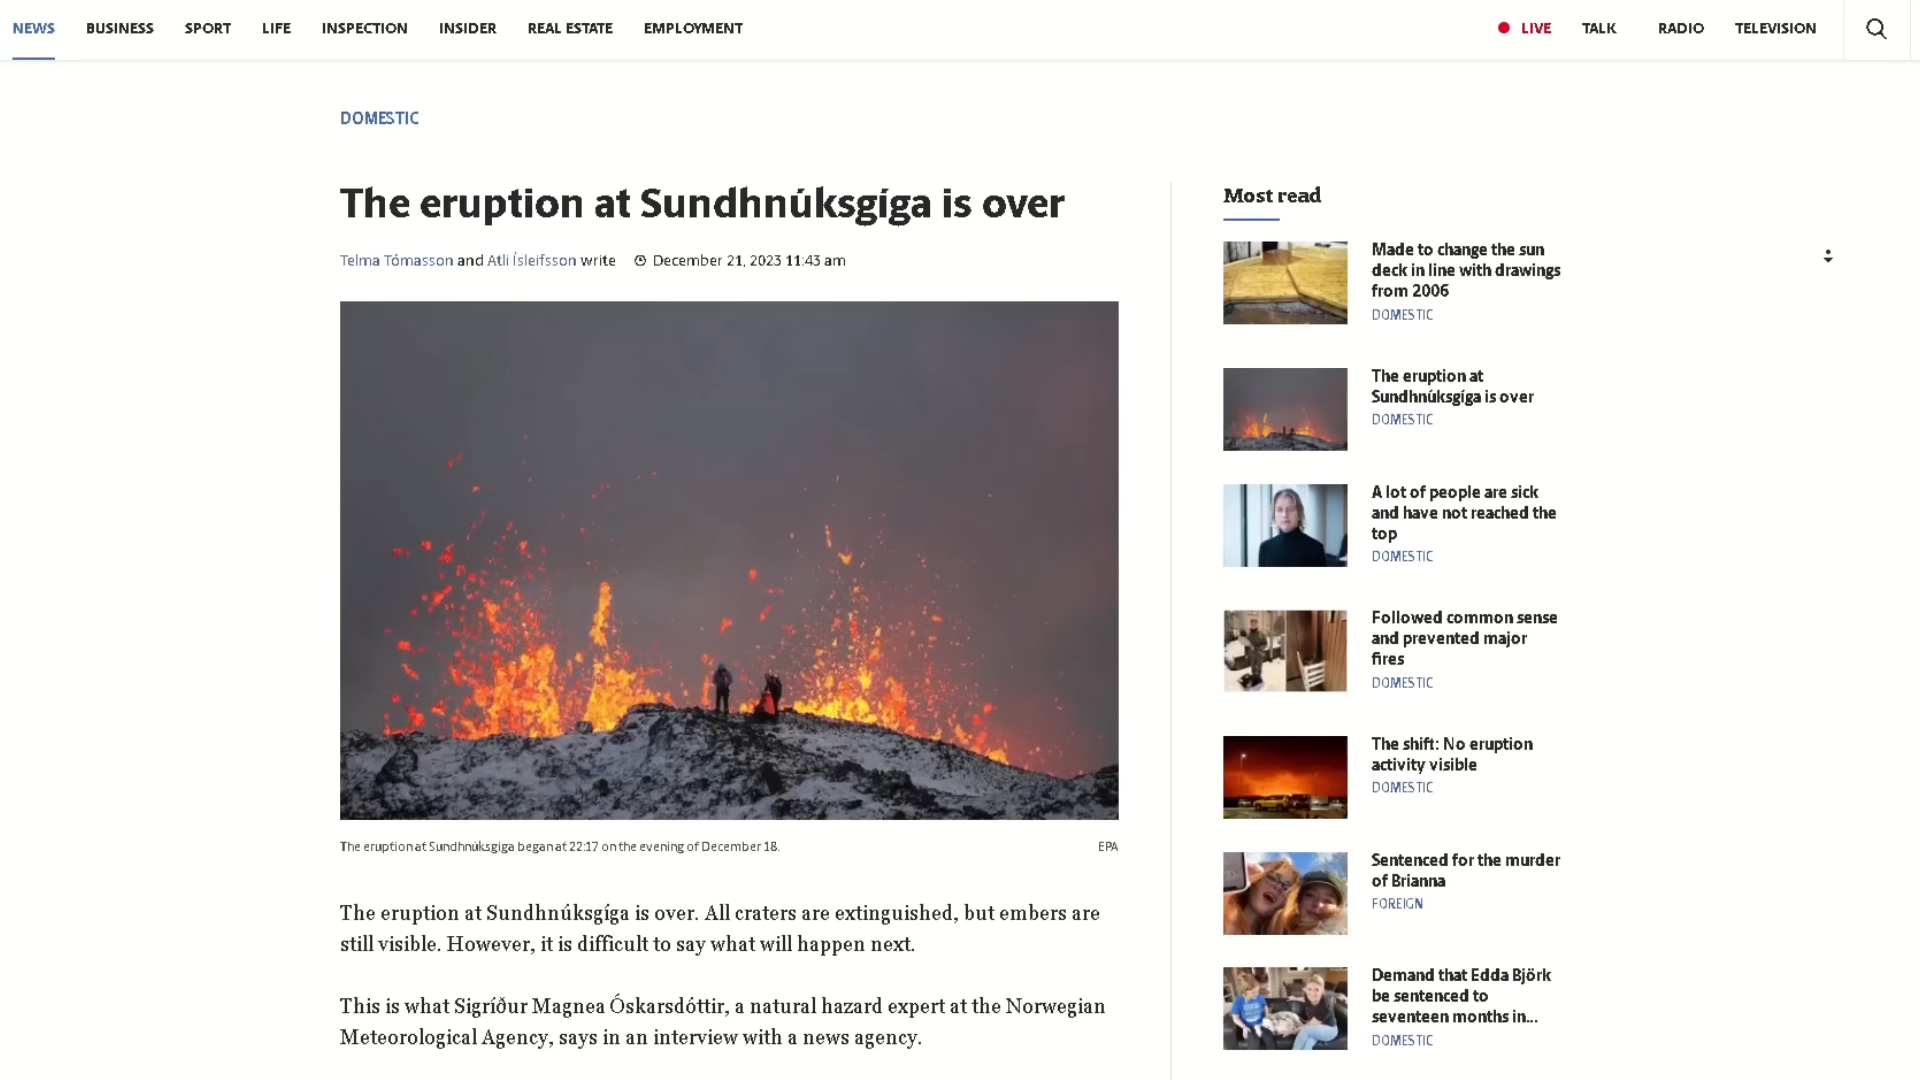 NEWS BUSINESS SPORT LIFE INSPECTION INSIDER REAL ESTATE EMPLOYMENT LIVE TALK RADIO TELEVISION
DOMESTIC
The eruption at Sundhnúksgíga is over
Telma Tómasson and Atli Ísleifsson write December 21, 2023 11:43 am
The eruption at Sundhnúksgiga began at 22:17 on the evening of December 18. EPA
The eruption at Sundhnúksgíga is over. All craters are extinguished, but embers are
still visible. However, it is difficult to say what will happen next.
This is what Sigríður Magnea Óskarsdóttir, a natural hazard expert at the Norwegian
Meteorological Agency, says in an interview with a news agency.
Most read
Made to change the sun
deck in line with drawings
from 2006
DOMESTIC
The eruption at
Sundhnúksgíga is over
DOMESTIC
A lot of people are sick
and have not reached the
top
DOMESTIC
Followed common sense
and prevented major
fires
DOMESTIC
The shift: No eruption
activity visible
DOMESTIC
Sentenced for the murder
of Brianna
FOREIGN
Demand that Edda Björk
be sentenced to
seventeen months in...
DOMESTIC